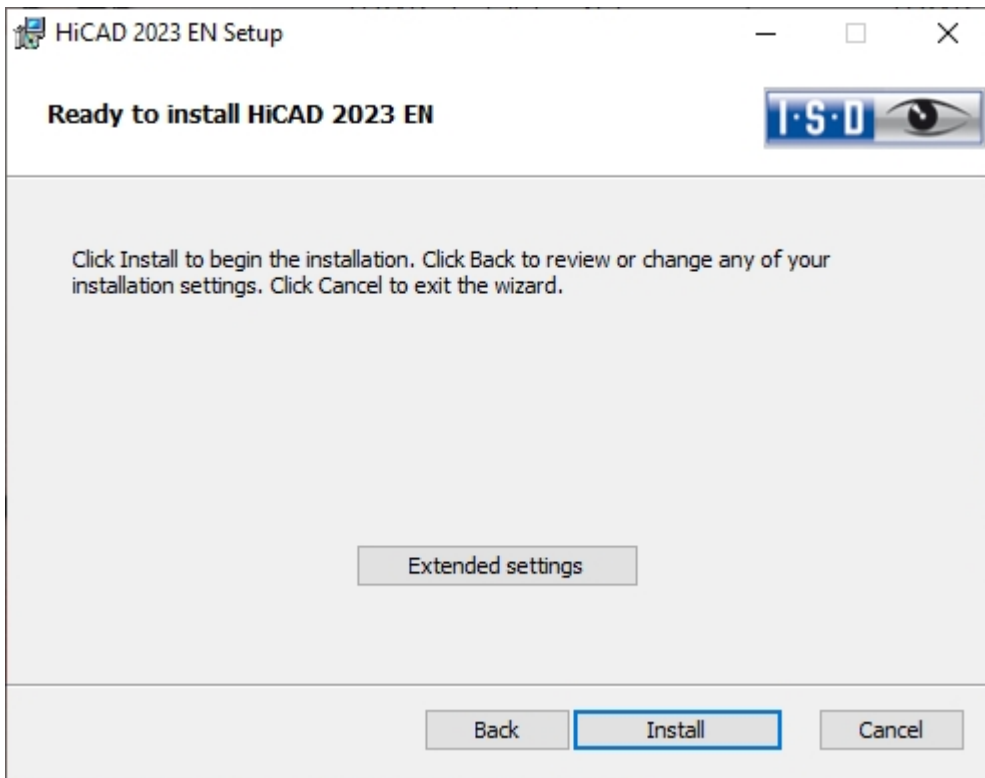 HiCAD 2023 EN Setup
Ready to install HiCAD 2023 EN
I·S·D
Click Install to begin the installation. Click Back to review or change any of your
installation settings. Click Cancel to exit the wizard.
Extended settings
Back
Install
Cancel